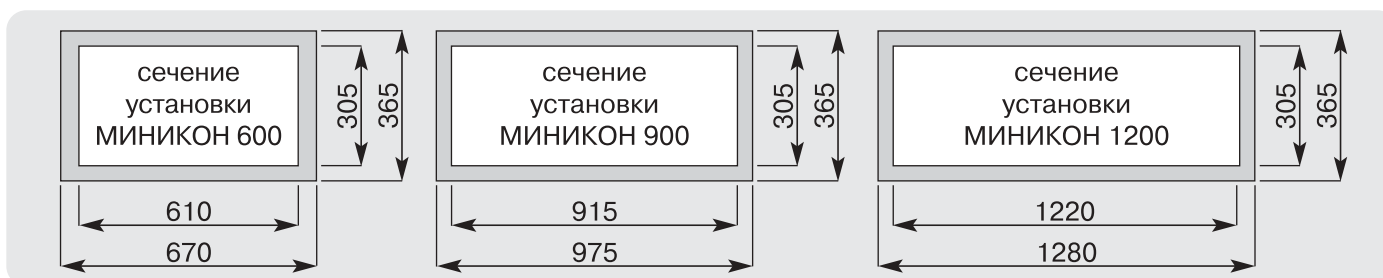 сечение
установки
МИНИКОН 600
305
365
610
670
сечение
установки
МИНИКОН 900
305
365
915
975
сечение
установки
МИНИКОН 1200
305
365
1220
1280